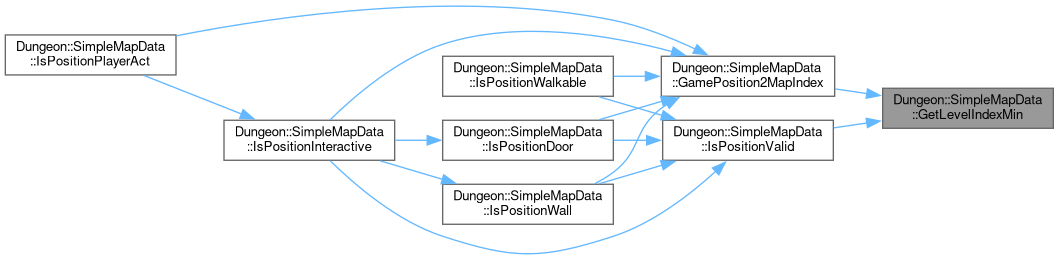 Dungeon::SimpleMapData
::IsPositionPlayerAct
Dungeon::SimpleMapData
::IsPositionInteractive
Dungeon::SimpleMapData
::IsPositionWalkable
Dungeon::SimpleMapData
::IsPositionDoor
Dungeon::SimpleMapData
::IsPositionWall
Dungeon::SimpleMapData
::GamePosition2MapIndex
Dungeon::SimpleMapData
::IsPositionValid
Dungeon::SimpleMapData
::GetLevelIndexMin